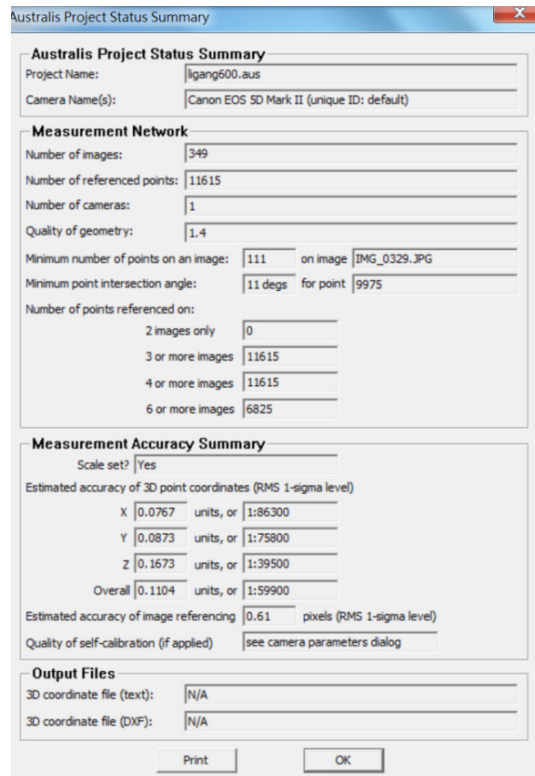 Australis Project Status Summary
X
Australis Project Status Summary
Project Name: ligang600.aus
Camera Name(s): Canon EOS 5D Mark II (unique ID: default)
Measurement Network
Number of images: 349
Number of referenced points: 11615
Number of cameras: 1
Quality of geometry: 1.4
Minimum number of points on an image: 111 on image IMG_0329.JPG
Minimum point intersection angle: 11 degs for point 9975
Number of points referenced on:
2 images only 0
3 or more images 11615
4 or more images 11615
6 or more images 6825
Measurement Accuracy Summary
Scale set? Yes
Estimated accuracy of 3D point coordinates (RMS 1-sigma level)
X 0.0767 units, or 1:86300
Y 0.0873 units, or 1:75800
Z 0.1673 units, or 1:39500
Overall 0.1104 units, or 1:59900
Estimated accuracy of image referencing 0.61 pixels (RMS 1-sigma level)
Quality of self-calibration (if applied) see camera parameters dialog
Output Files
3D coordinate file (text): N/A
3D coordinate file (DXF): N/A
Print OK